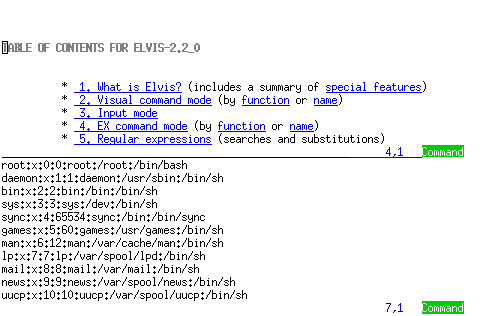 TABLE OF CONTENTS FOR ELVIS-2.2_0
* 1. What is Elvis? (includes a summary of special features)
* 2. Visual command mode (by function or name)
* 3. Input mode
* 4. EX command mode (by function or name)
* 5. Regular expressions (searches and substitutions)
4,1 Command
root:x:0:0:root:/root:/bin/bash
daemon:x:1:1:daemon:/usr/sbin:/bin/sh
bin:x:2:2:bin:/bin:/bin/sh
sys:x:3:3:sys:/dev:/bin/sh
sync:x:4:65534:sync:/bin:/bin/sync
games:x:5:60:games:/usr/games:/bin/sh
man:x:6:12:man:/var/cache/man:/bin/sh
lp:x:7:7:lp:/var/spool/lpd:/bin/sh
mail:x:8:8:mail:/var/mail:/bin/sh
news:x:9:9:news:/var/spool/news:/bin/sh
uucp:x:10:10:uucp:/var/spool/uucp:/bin/sh
7,1 Command